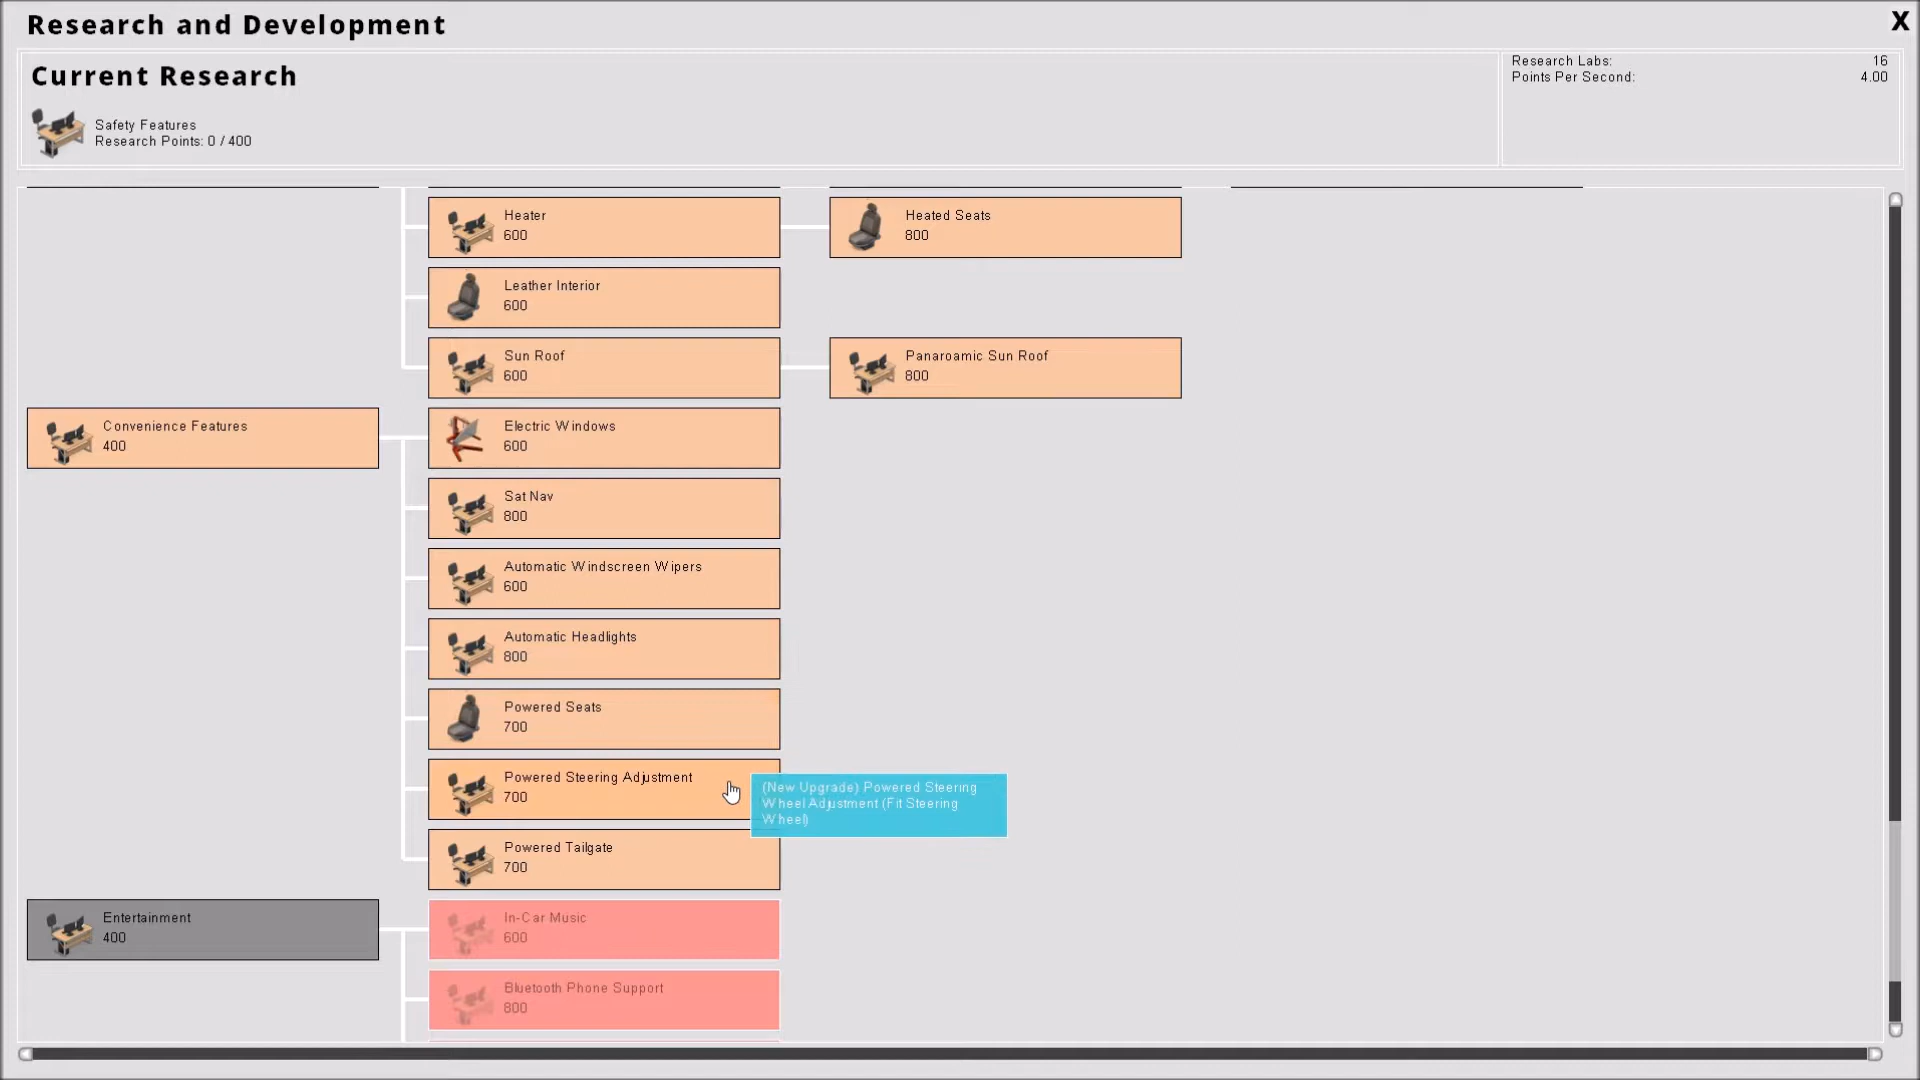 Research and Development
X
Current Research
Safety Features
Research Points: 0 / 400
Research Labs: 16
Points Per Second: 4.00
Heater
600
Heated Seats
800
Leather Interior
600
Sun Roof
600
Panaroamic Sun Roof
800
Convenience Features
400
Electric Windows
600
Sat Nav
800
Automatic Windscreen Wipers
600
Automatic Headlights
800
Powered Seats
700
Powered Steering Adjustment
700
(New Upgrade) Powered Steering
Wheel Adjustment (Fit Steering
Wheel)
Powered Tailgate
700
Entertainment
400
In-Car Music
600
Bluetooth Phone Support
800